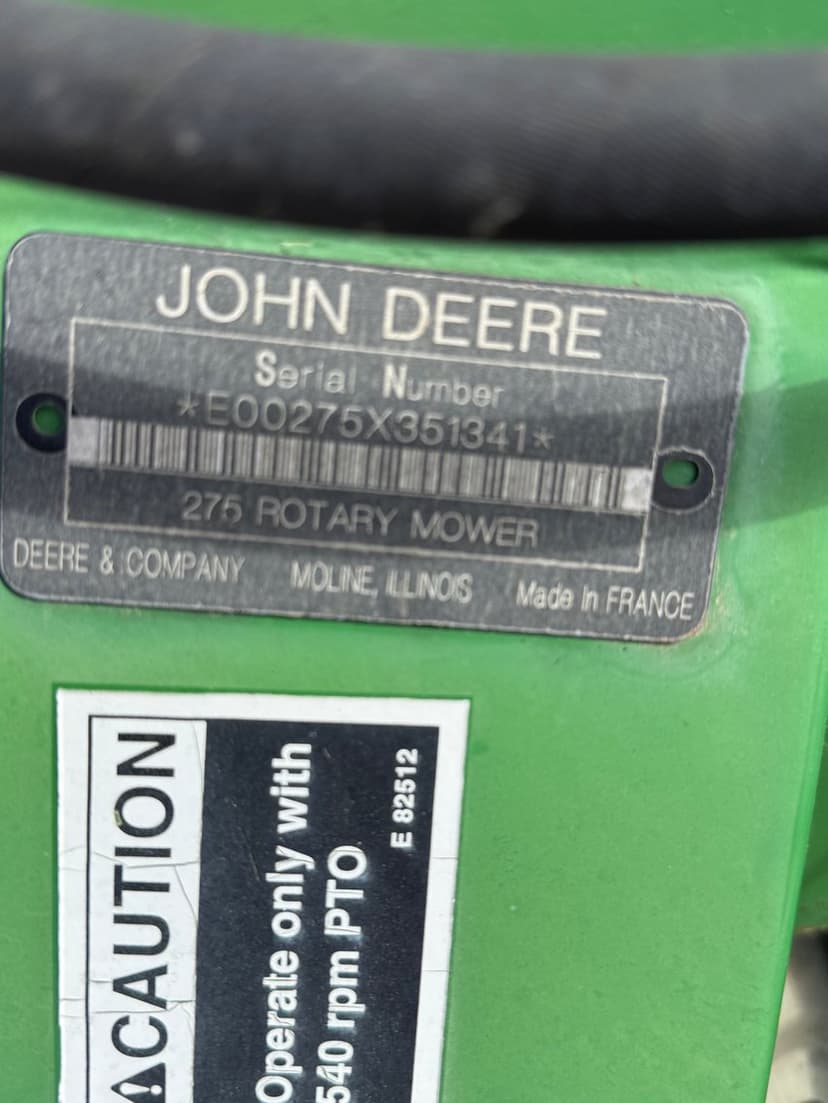 JOHN DEERE
Serial Number
*E00275X351341*
275 ROTARY MOWER
DEERE & COMPANY MOLINE, ILLINOIS Made in FRANCE
CAUTION
Operate only with
540 rpm PTO
E 82512